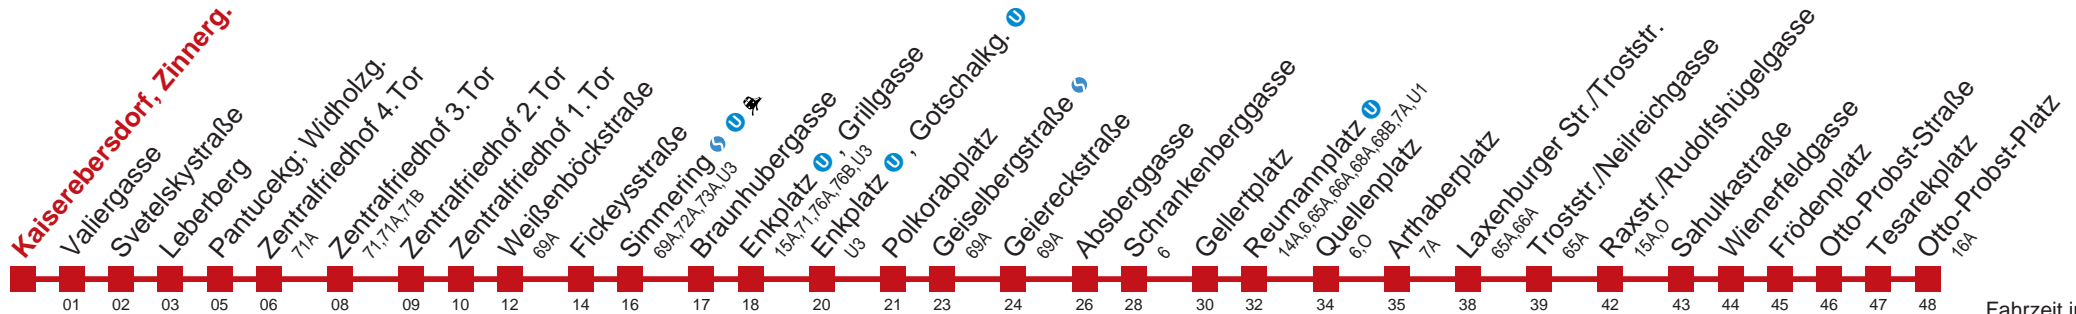 Kaiserebersdorf, Zinnerg.
Valiergasse
01
Svetelskystraße
02
Leberberg
03
Pantucekg; Widholzg.
05
Zentralfriedhof 4.Tor
71A
06
Zentralfriedhof 3.Tor
71,71A,71B
08
Zentralfriedhof 2.Tor
09
Zentralfriedhof 1.Tor
10
Weißenböckstraße
69A
12
Fickeysstraße
14
Simmering S U
69A,72A,73A,U3
16
Braunhubergasse
17
Enkplatz U , Grillgasse
15A,71,76A,76B,U3
18
Enkplatz U , Gotschalkg. U
U3
20
Polkorabplatz
21
Geiselbergstraße S
69A
23
Geiereckstraße
69A
24
Absberggasse
26
Schrankenberggasse
6
28
Gellertplatz
30
Reumannplatz U
14A,6,65A,66A,68A,68B,7A,U1
32
Quellenplatz
6,O
34
Arthaberplatz
7A
35
Laxenburger Str./Troststr.
65A,66A
38
Troststr./Neilreichgasse
65A
39
Raxstr./Rudolfshügelgasse
15A,O
42
Sahulkastraße
43
Wienerfeldgasse
44
Frödenplatz
45
Otto-Probst-Straße
46
Tesarekplatz
47
Otto-Probst-Platz
16A
48
Fahrzeit i